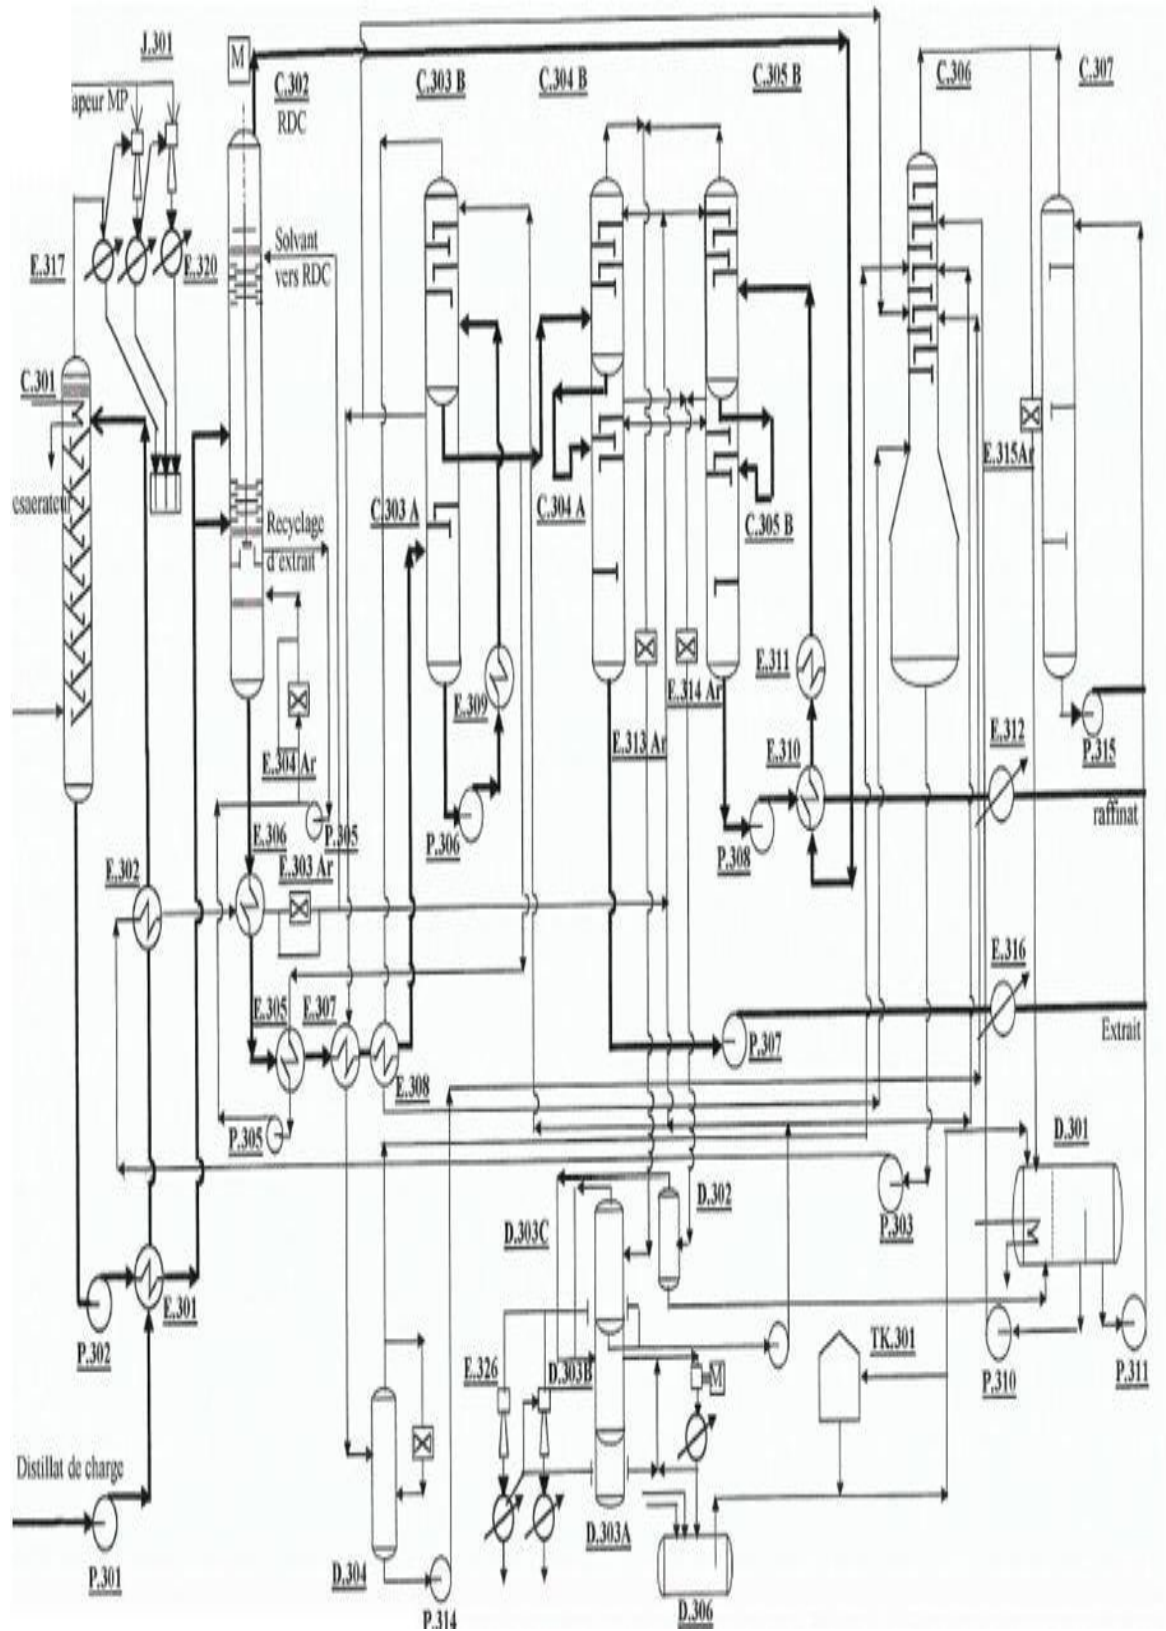 J.301
M
C.302
RDC
C.303 B
C.304 B
C.305 B
C.306
C.307
apeur MP
E.317
E.320
Solvant
vers RDC
C.301
esaerateur
E.315Ar
C.303 A
C.304 A
C.305 B
Recyclage
d'extrait
E.304 Ar
E.309
E.313 Ar
E.314 Ar
E.311
E.310
E.312
P.315
raffinat
E.306
P.305
P.306
P.308
E.302
E.303 Ar
E.316
E.305
E.307
E.308
P.307
Extrait
P.305
D.301
P.303
D.302
D.303C
E.301
P.302
TK.301
P.310
P.311
E.326
D.303B
M
Distillat de charge
D.303A
P.301
D.304
P.314
D.306